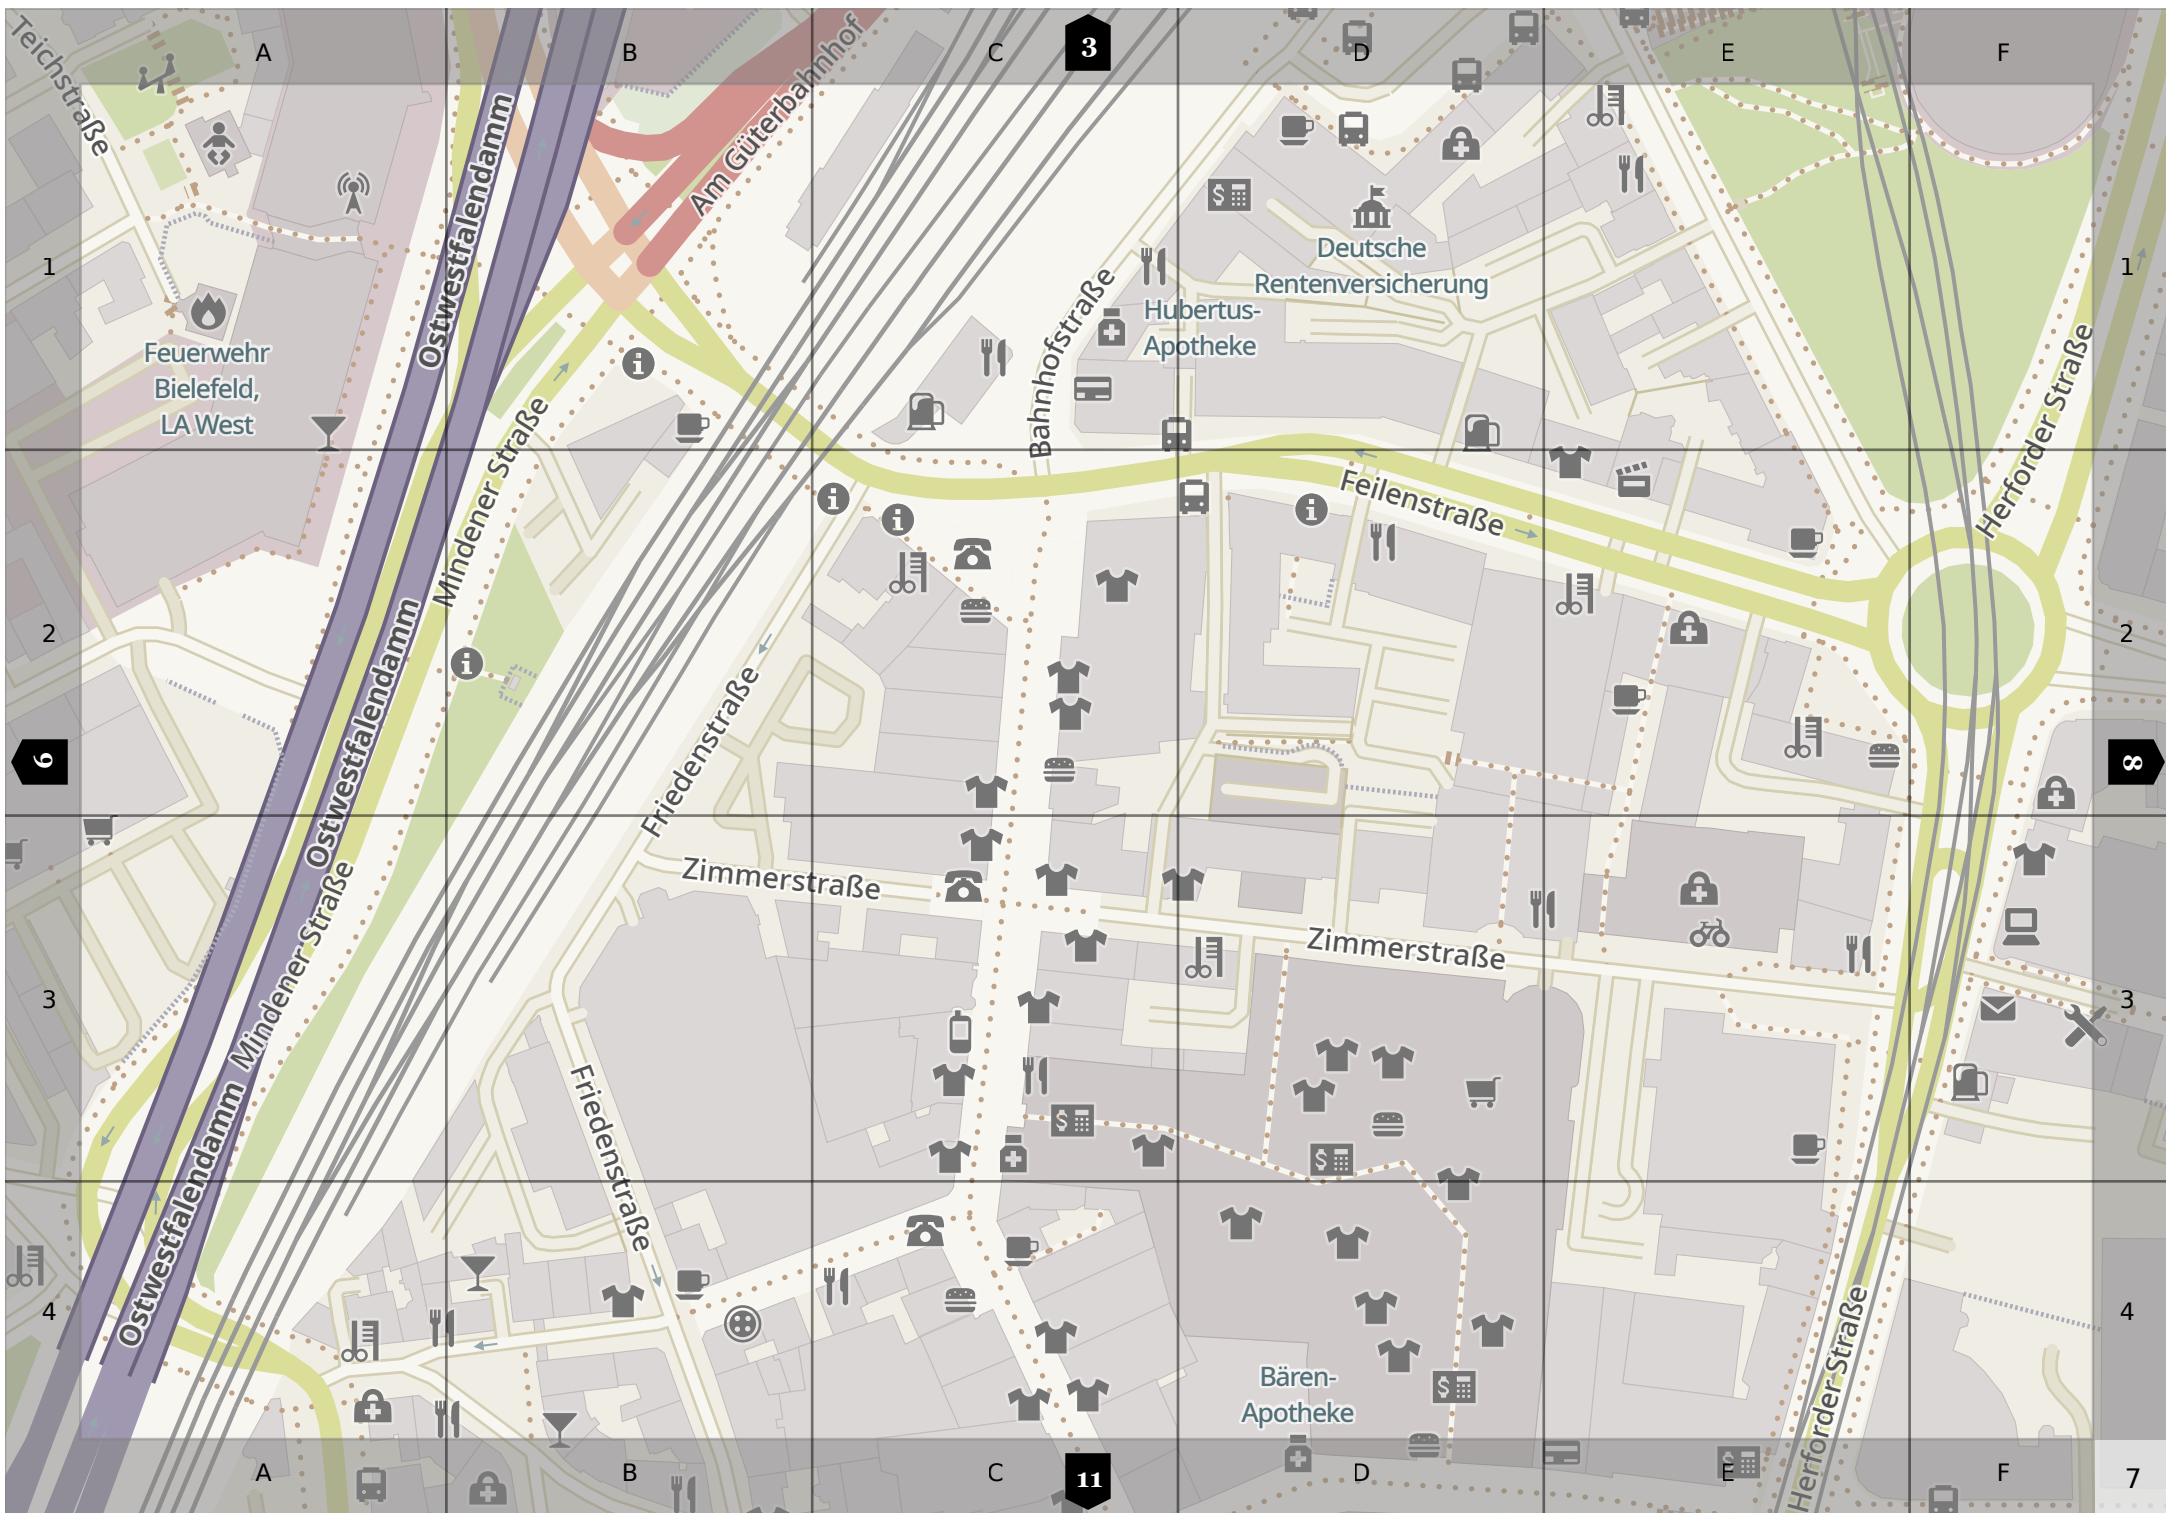 A
B
C
3
D
E
F
Teichstraße
Am Güterbahnhof
Ostwestfalendamm
1
Deutsche
Rentenversicherung
1
Bahnhofstraße
Hubertus-
Apotheke
Feuerwehr
Bielefeld,
LA West
Herforder Straße
Mindener Straße
Feilenstraße
2
2
Ostwestfalendamm
Friedenstraße
9
8
Zimmerstraße
Zimmerstraße
Mindener Straße
3
3
Friedenstraße
Ostwestfalendamm
4
4
Herforder Straße
Bären-
Apotheke
A
B
C
11
D
E
F
7